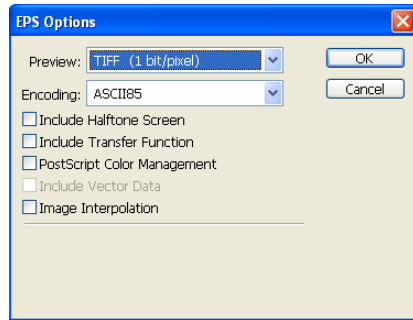 EPS Options
Preview: TIFF (1 bit/pixel)
OK
Encoding: ASCII85
Cancel
Include Halftone Screen
Include Transfer Function
PostScript Color Management
Include Vector Data
Image Interpolation